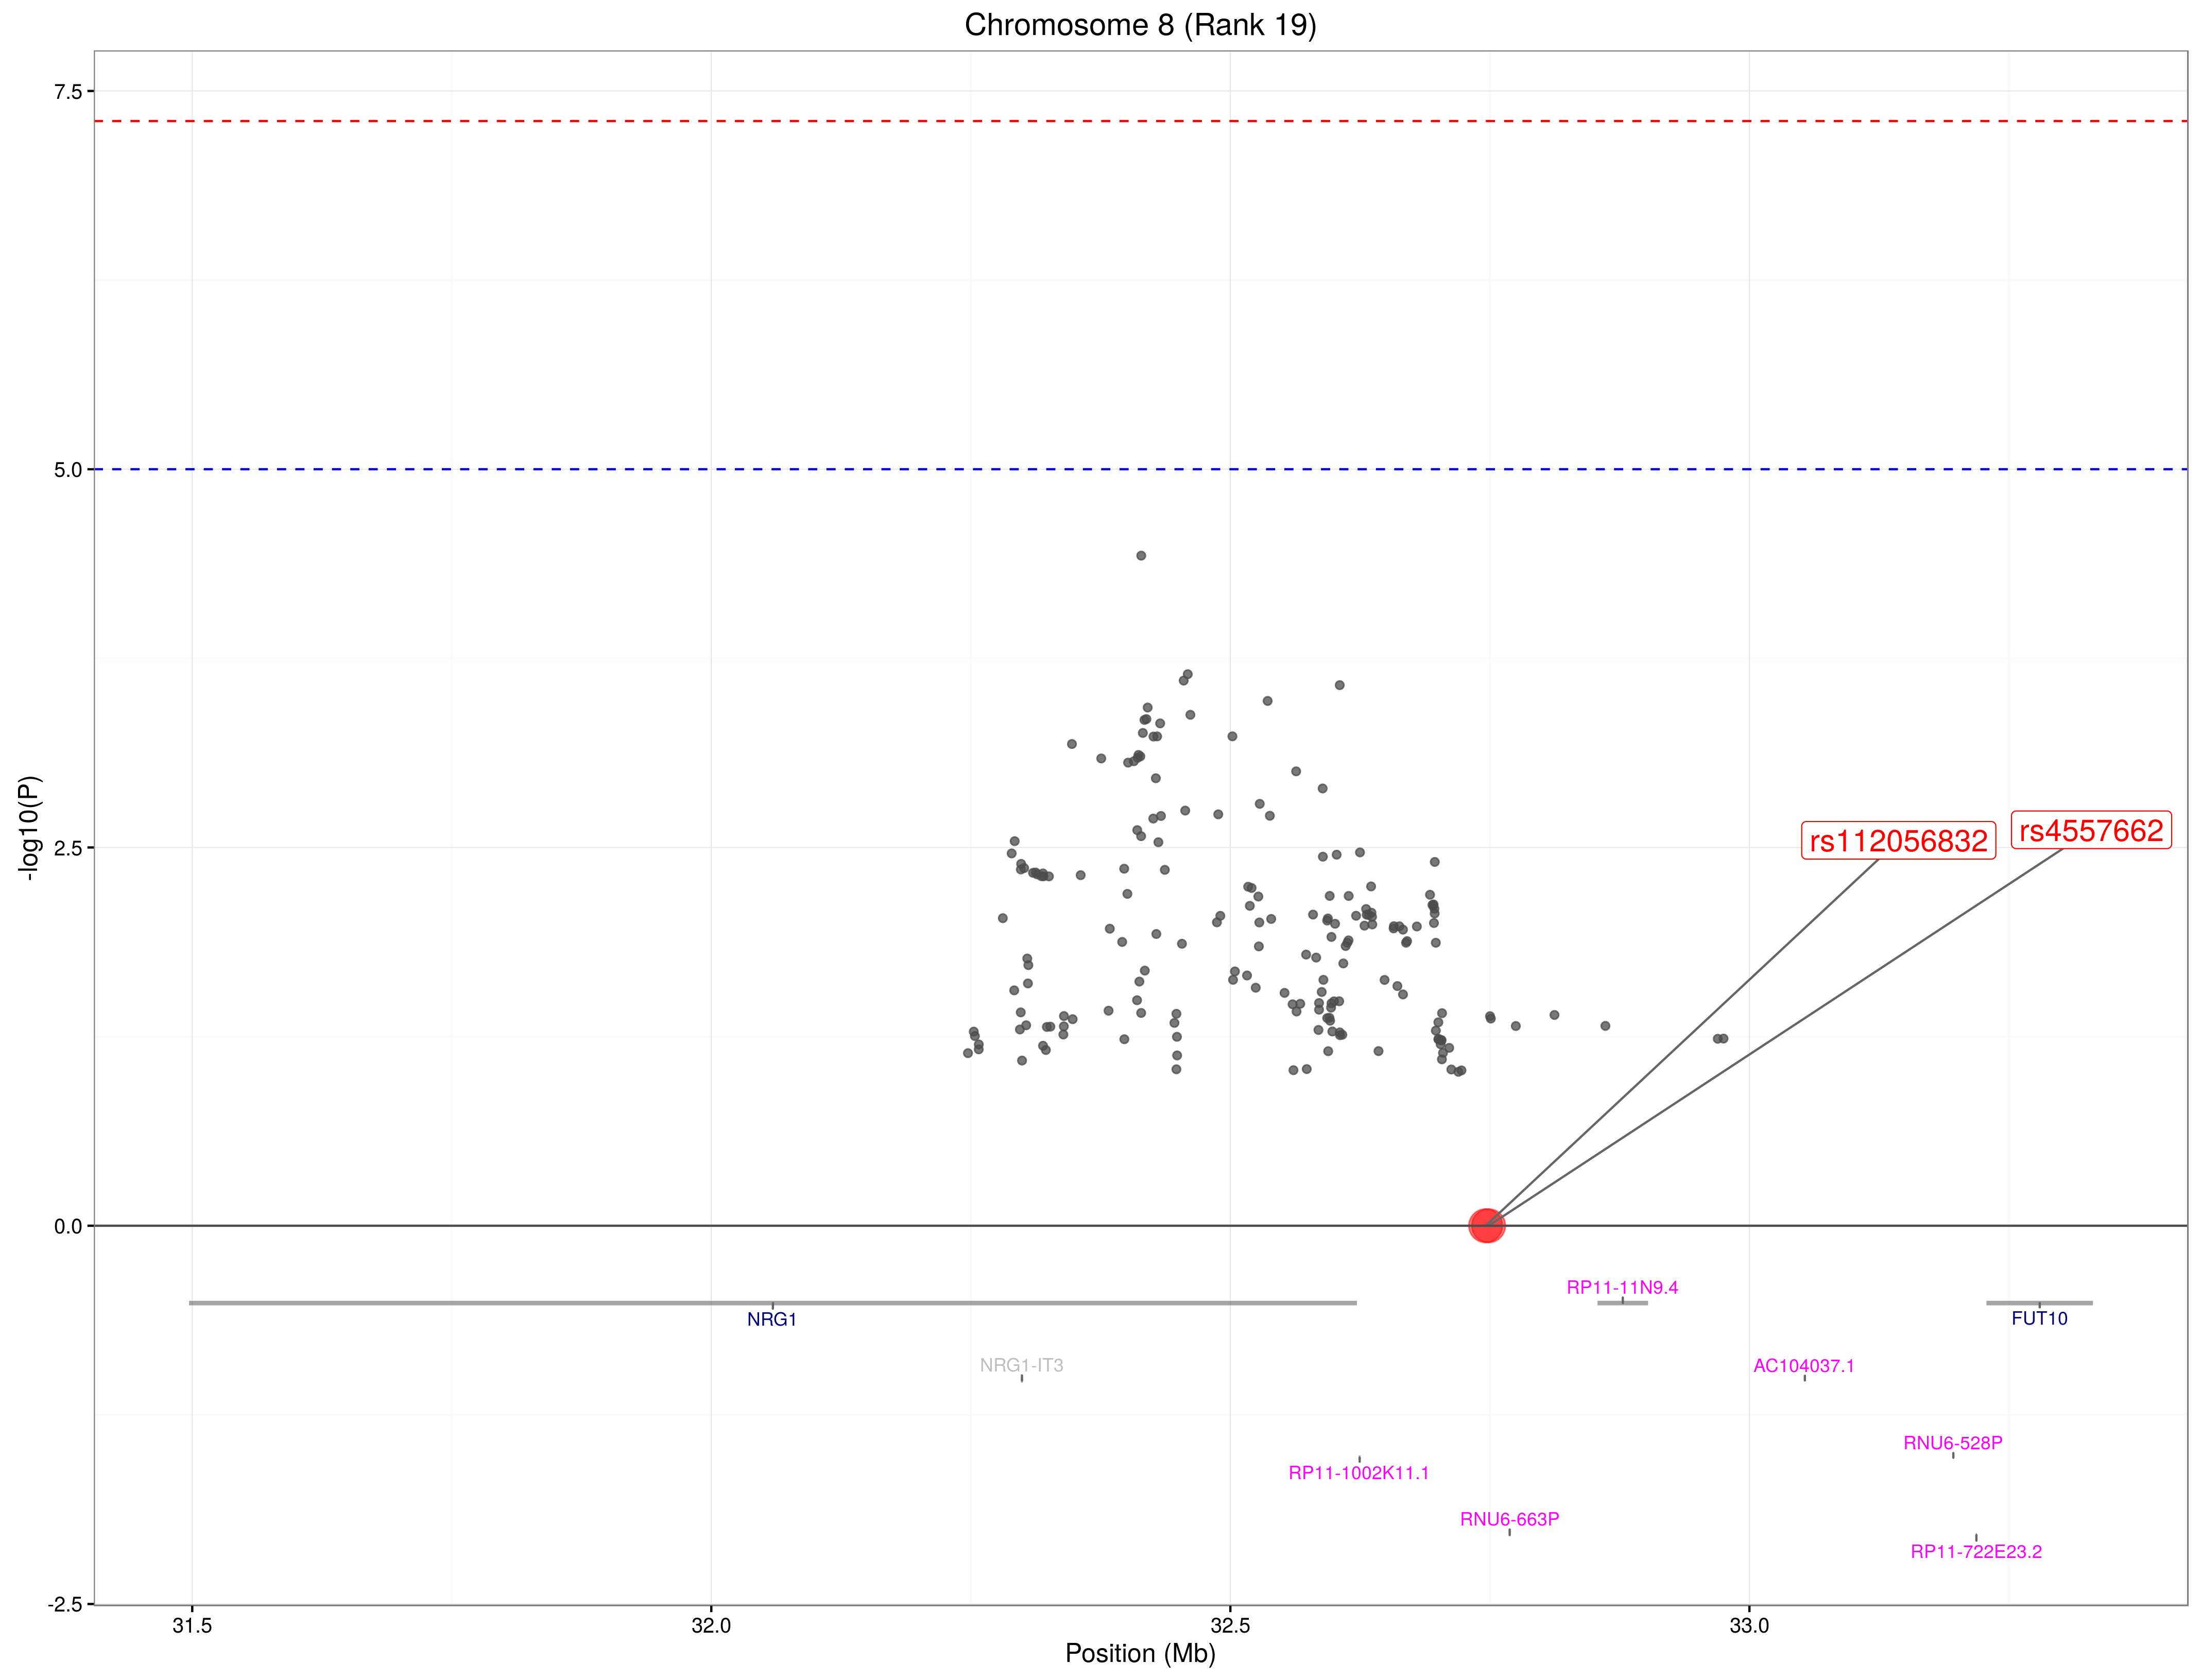 Chromosome 8 (Rank 19)
7.5
5.0
2.5
0.0
-2.5
-log10(P)
rs112056832
rs4557662
RP11-11N9.4
NRG1
FUT10
NRG1-IT3
AC104037.1
RNU6-528P
RP11-1002K11.1
RNU6-663P
RP11-722E23.2
31.5
32.0
32.5
33.0
Position (Mb)